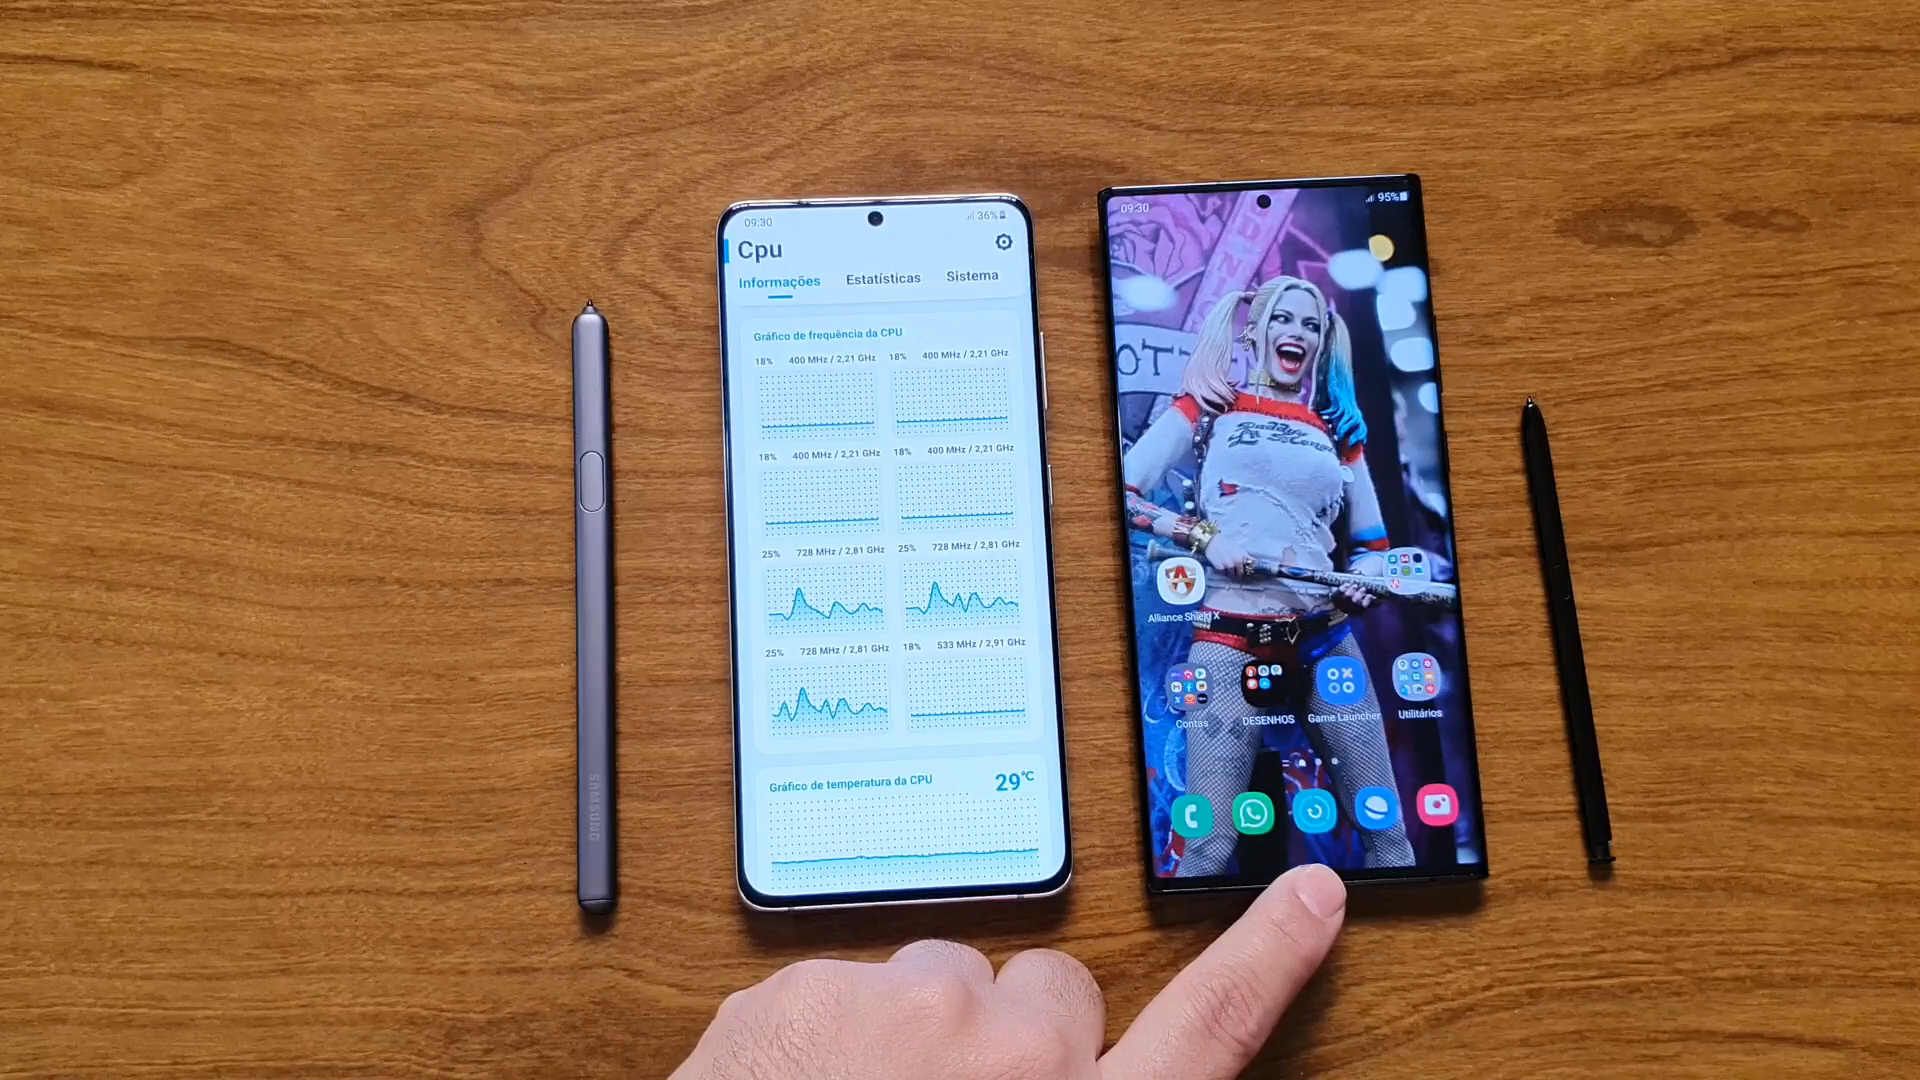 09:30
36%
Cpu
Informações
Estatísticas
Sistema
Gráfico de frequência da CPU
18% 400 MHz / 2,21 GHz
18% 400 MHz / 2,21 GHz
18% 400 MHz / 2,21 GHz
18% 400 MHz / 2,21 GHz
25% 728 MHz / 2,81 GHz
25% 728 MHz / 2,81 GHz
25% 728 MHz / 2,81 GHz
18% 533 MHz / 2,91 GHz
Gráfico de temperatura da CPU
29°C
SAMSUNG
09:30
95%
Alliance Shield X
Contas
DESENHOS
Game Launcher
Utilitários